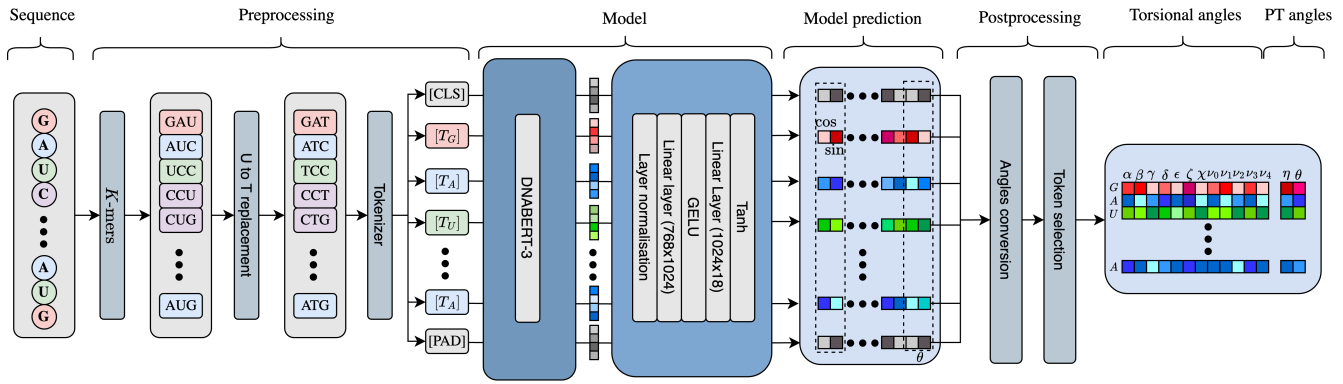 Sequence
Preprocessing
Model
Model prediction
Postprocessing
Torsional angles
PT angles
G
A
U
C
A
U
G
K-mers
GAU
AUC
UCC
CCU
CUG
AUG
U to T replacement
GAT
ATC
TCC
CCT
CTG
ATG
Tokenizer
[CLS]
[T_G]
[T_A]
[T_U]
[T_A]
[PAD]
DNABERT-3
Layer normalisation
Linear layer (768x1024)
GELU
Linear Layer (1024x18)
Tanh
cos
sin
θ
Angles conversion
Token selection
α β γ δ ϵ ζ χ ν₀ ν₁ ν₂ ν₃ ν₄ η θ
G
A
U
A